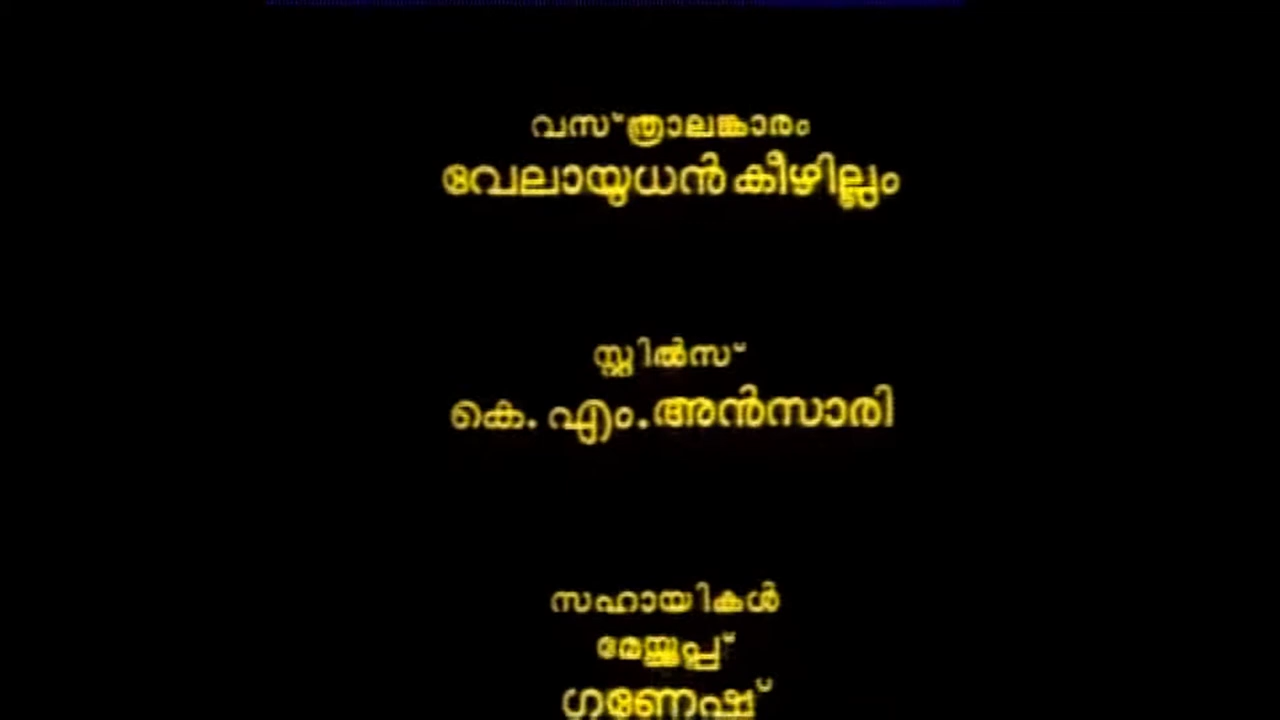 വസ്ത്രാലങ്കാരം
വേലായുധൻ കീഴില്ലം
സ്റ്റിൽസ്
കെ. എം. അൻസാരി
സഹായികൾ
മേയ്ക്കപ്പ്
ഗണേഷ്